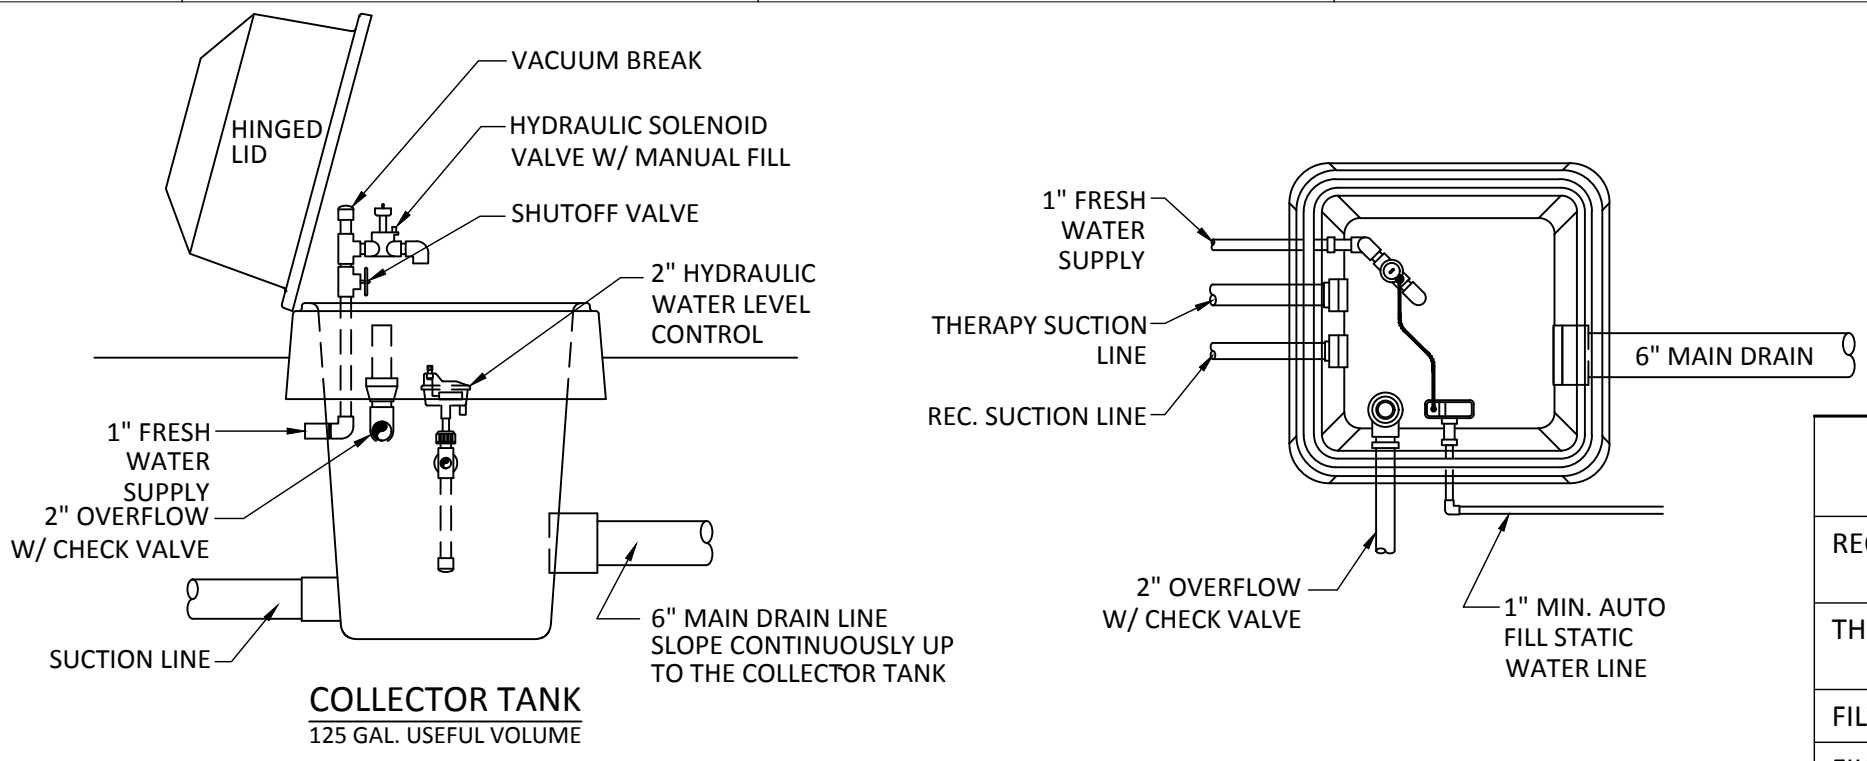 VACUUM BREAK
HINGED
LID
HYDRAULIC SOLENOID
VALVE W/ MANUAL FILL
SHUTOFF VALVE
2" HYDRAULIC
WATER LEVEL
CONTROL
1" FRESH
WATER
SUPPLY
2" OVERFLOW
W/ CHECK VALVE
SUCTION LINE
6" MAIN DRAIN LINE
SLOPE CONTINUOUSLY UP
TO THE COLLECTOR TANK
COLLECTOR TANK
125 GAL. USEFUL VOLUME
1" FRESH
WATER
SUPPLY
THERAPY SUCTION
LINE
REC. SUCTION LINE
6" MAIN DRAIN
2" OVERFLOW
W/ CHECK VALVE
1" MIN. AUTO
FILL STATIC
WATER LINE
TH
FIL